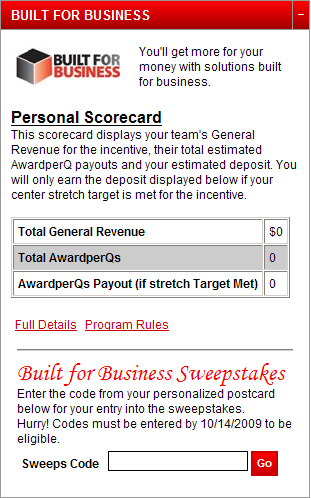 BUILT FOR BUSINESS –
BUILT FOR
BUSINESS
You'll get more for your
money with solutions built
for business.
Personal Scorecard
This scorecard displays your team's General
Revenue for the incentive, their total estimated
AwardperQ payouts and your estimated deposit. You
will only earn the deposit displayed below if your
center stretch target is met for the incentive.
Total General Revenue $0
Total AwardperQs 0
AwardperQs Payout (if stretch Target Met) 0
Full Details Program Rules
Built for Business Sweepstakes
Enter the code from your personalized postcard
below for your entry into the sweepstakes.
Hurry! Codes must be entered by 10/14/2009 to be
eligible.
Sweeps Code Go